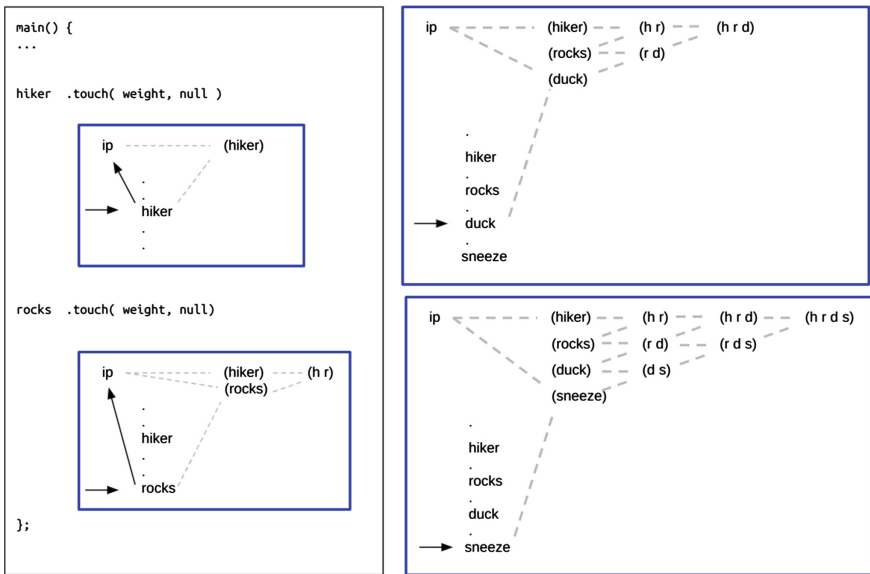 main() {
...
hiker .touch( weight, null )
ip (hiker)
.
.
hiker
.
.
rocks .touch( weight, null)
ip (hiker) (h r)
(rocks)
.
.
hiker
.
.
rocks
};
ip (hiker) (h r) (h r d)
(rocks) (r d)
(duck)
.
hiker
.
rocks
.
duck
.
sneeze
ip (hiker) (h r) (h r d) (h r d s)
(rocks) (r d) (r d s)
(duck) (d s)
(sneeze)
.
hiker
.
rocks
.
duck
.
sneeze